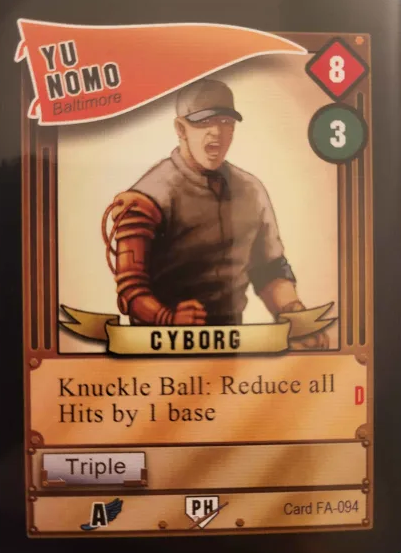 YU
NOMO
Baltimore
8
3
CYBORG
Knuckle Ball: Reduce all
Hits by 1 base
D
Triple
A
PH
Card FA-094